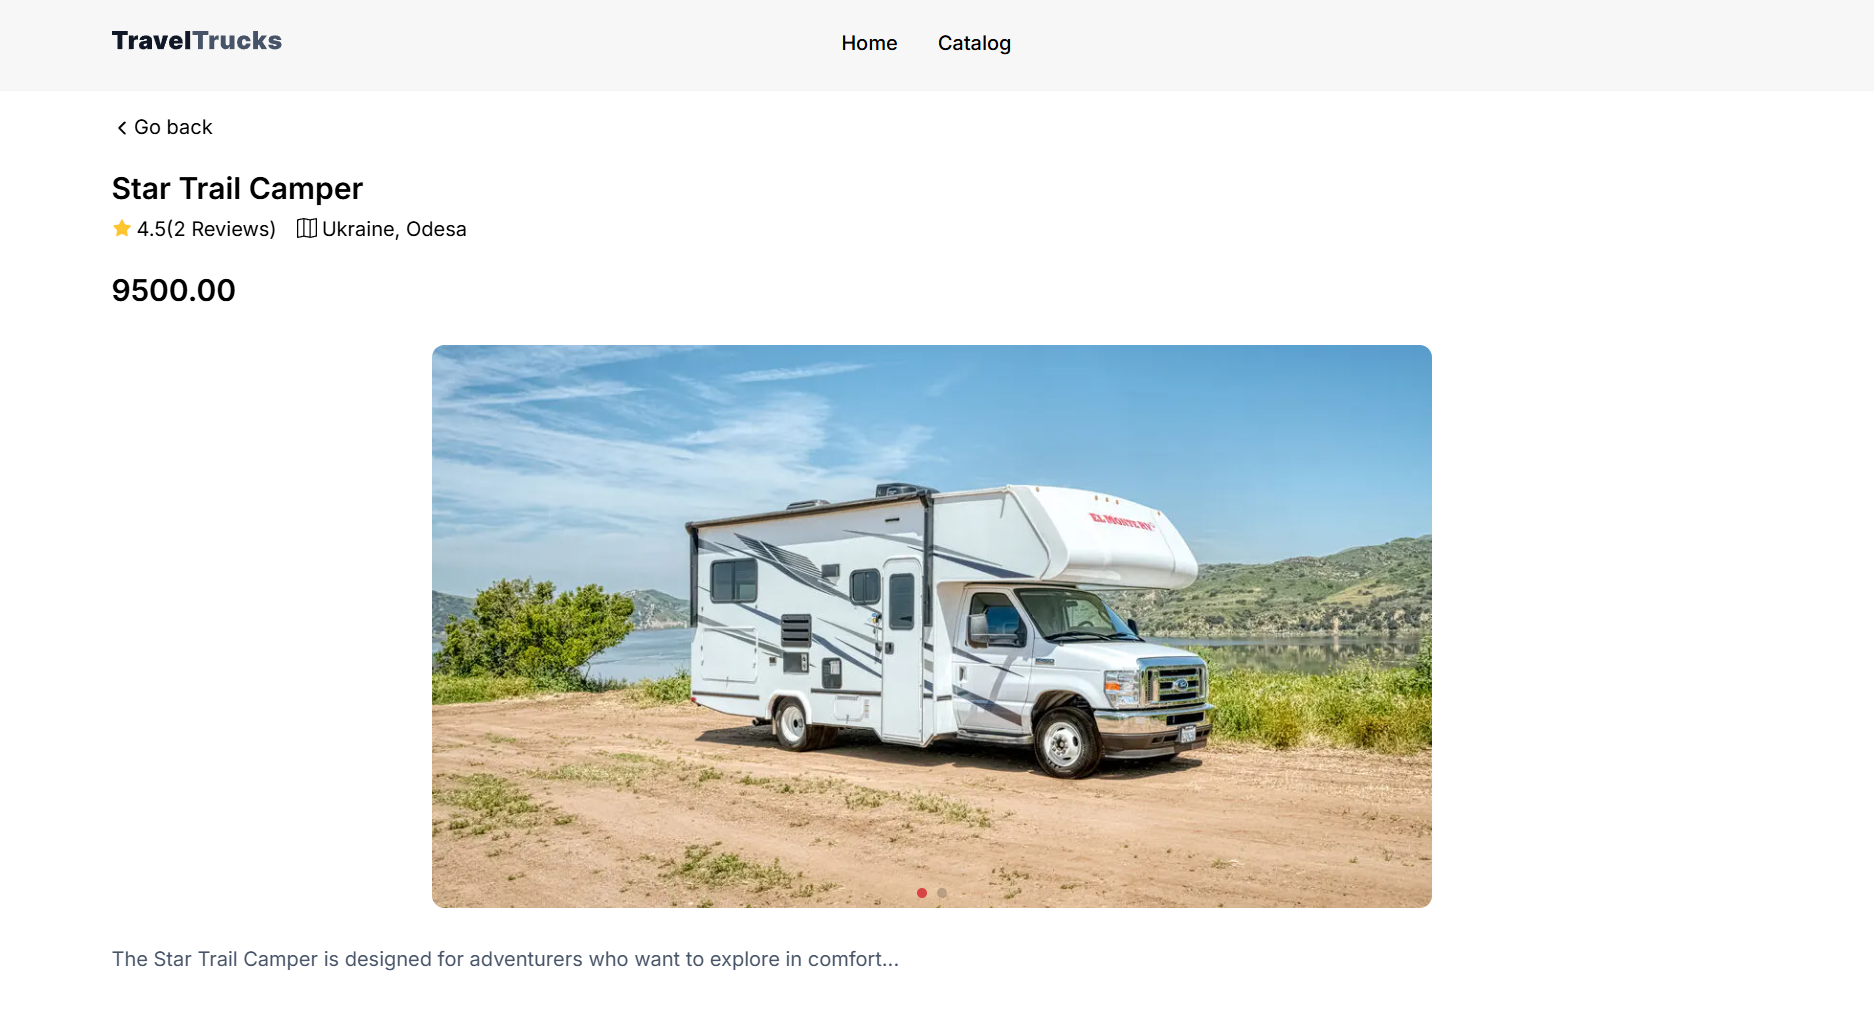 TravelTrucks
Home Catalog
Go back
Star Trail Camper
4.5(2 Reviews) Ukraine, Odesa
9500.00
EL MONTE RV
The Star Trail Camper is designed for adventurers who want to explore in comfort...